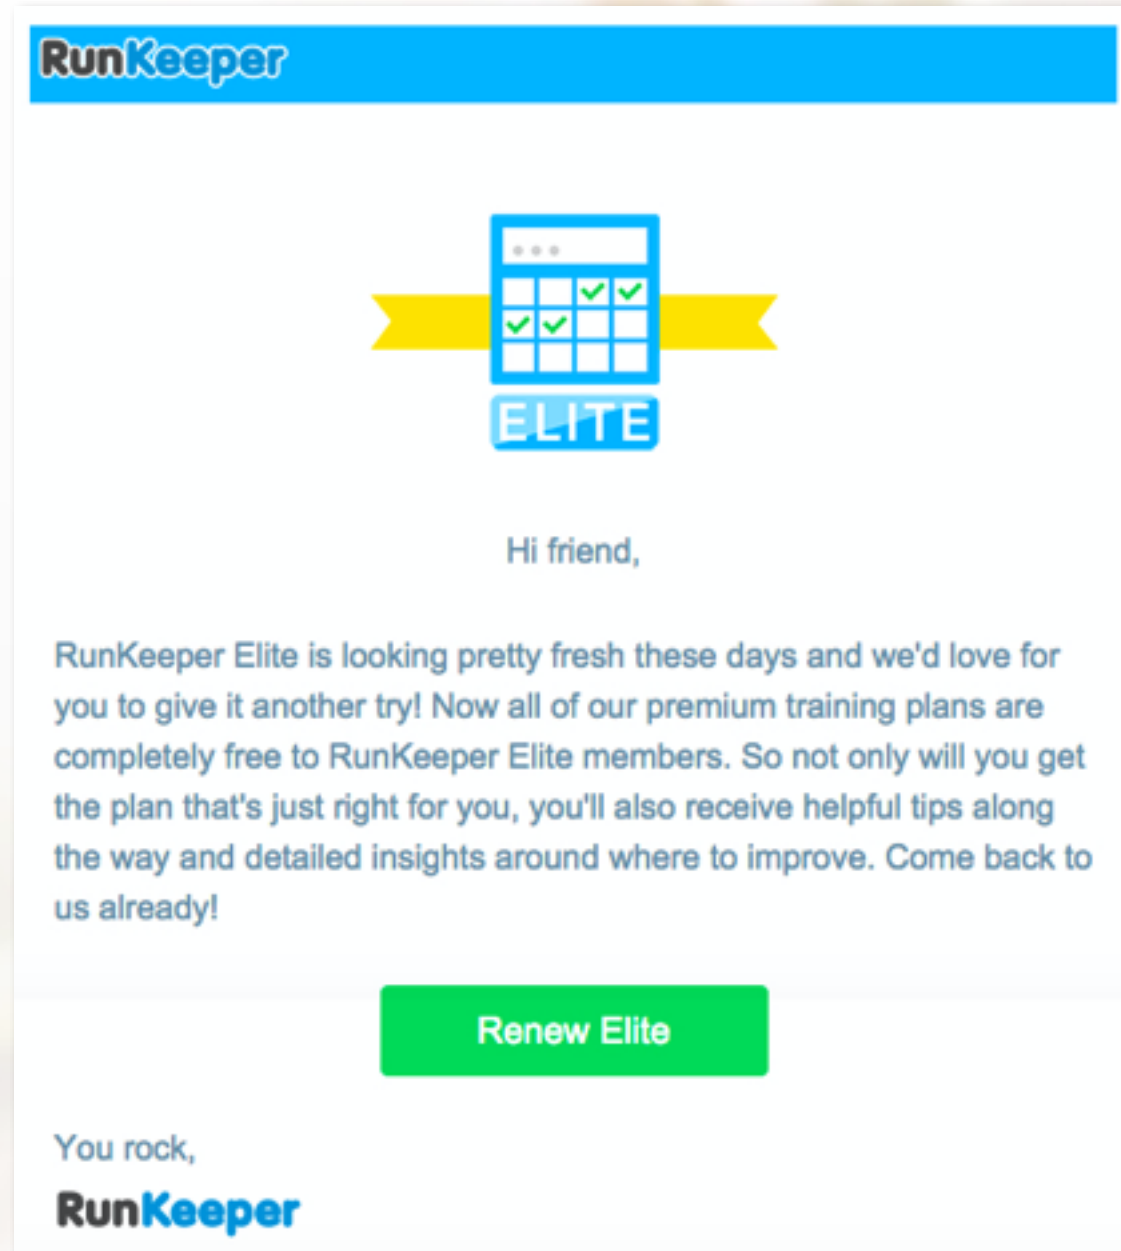 RunKeeper
ELITE
Hi friend,
RunKeeper Elite is looking pretty fresh these days and we'd love for
you to give it another try! Now all of our premium training plans are
completely free to RunKeeper Elite members. So not only will you get
the plan that's just right for you, you'll also receive helpful tips along
the way and detailed insights around where to improve. Come back to
us already!
Renew Elite
You rock,
RunKeeper